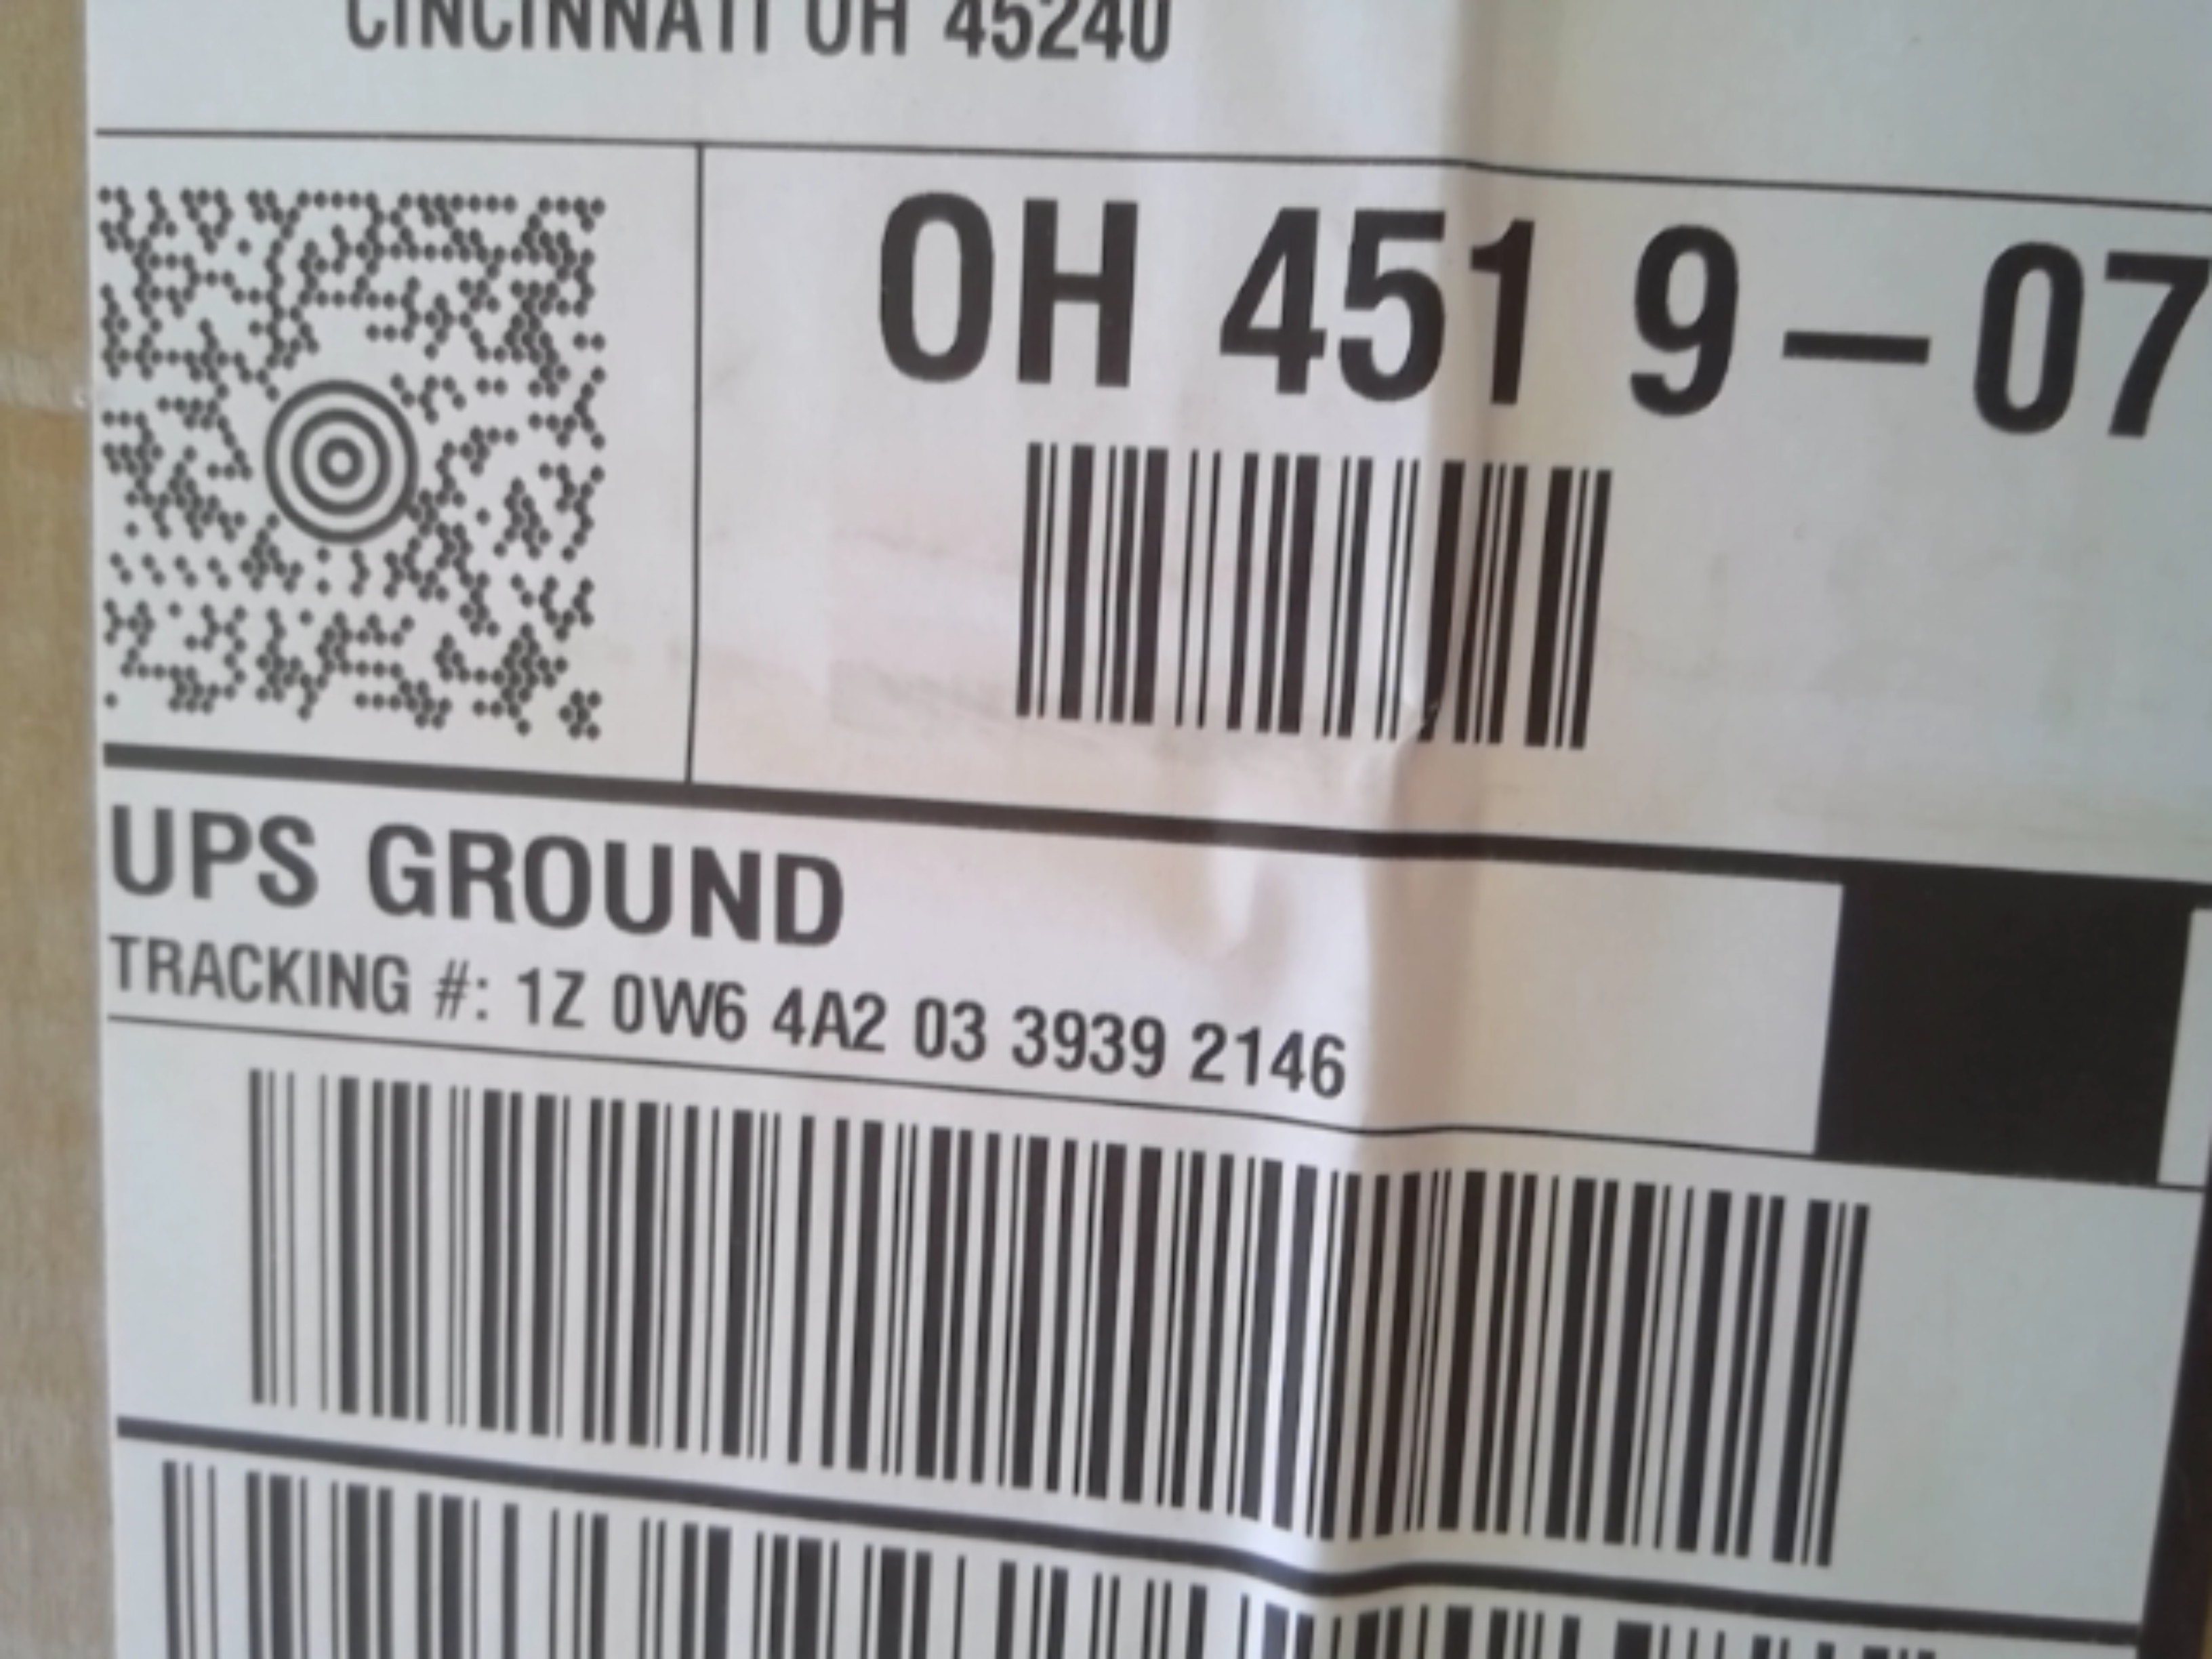 CINCINNATI OH 45240
OH 451 9-07
UPS GROUND
TRACKING #: 1Z 0W6 4A2 03 3939 2146